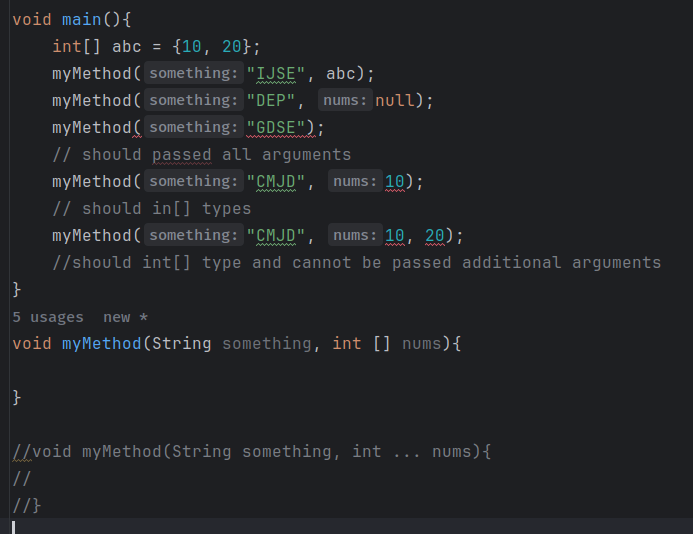 void main(){
int[] abc = {10, 20};
myMethod( something: "IJSE", abc);
myMethod( something: "DEP", nums: null);
myMethod( something: "GDSE");
// should passed all arguments
myMethod( something: "CMJD", nums: 10);
// should in[] types
myMethod( something: "CMJD", nums: 10, 20);
//should int[] type and cannot be passed additional arguments
}
5 usages new *
void myMethod(String something, int [] nums){
}
//void myMethod(String something, int ... nums){
//
//}